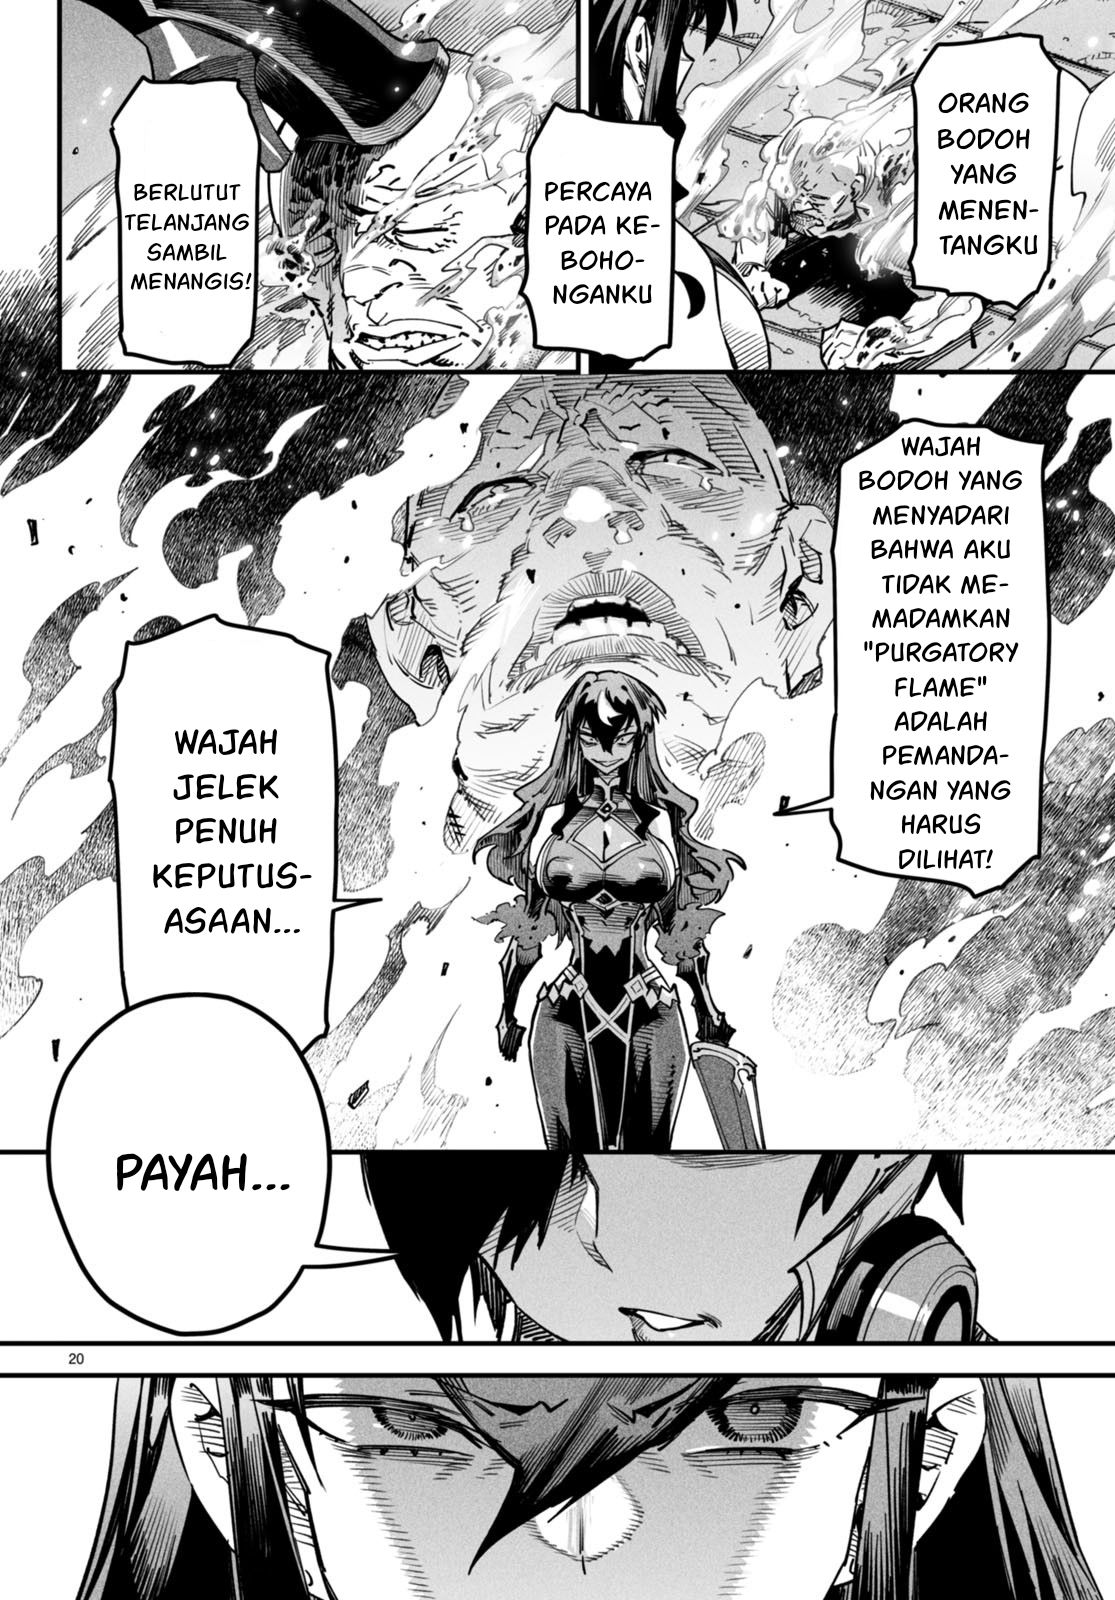 ORANG
BODOH
YANG
MENEN-
TANGKU
PERCAYA
PADA KE-
BOHO-
NGANKU
BERLUTUT
TELANJANG
SAMBIL
MENANGIS!
WAJAH
BODOH YANG
MENYADARI
BAHWA AKU
TIDAK ME-
MADAMKAN
"PURGATORY
FLAME"
ADALAH
PEMANDA-
NGAN YANG
HARUS
DILIHAT!
WAJAH
JELEK
PENUH
KEPUTUS-
ASAAN...
PAYAH...
20